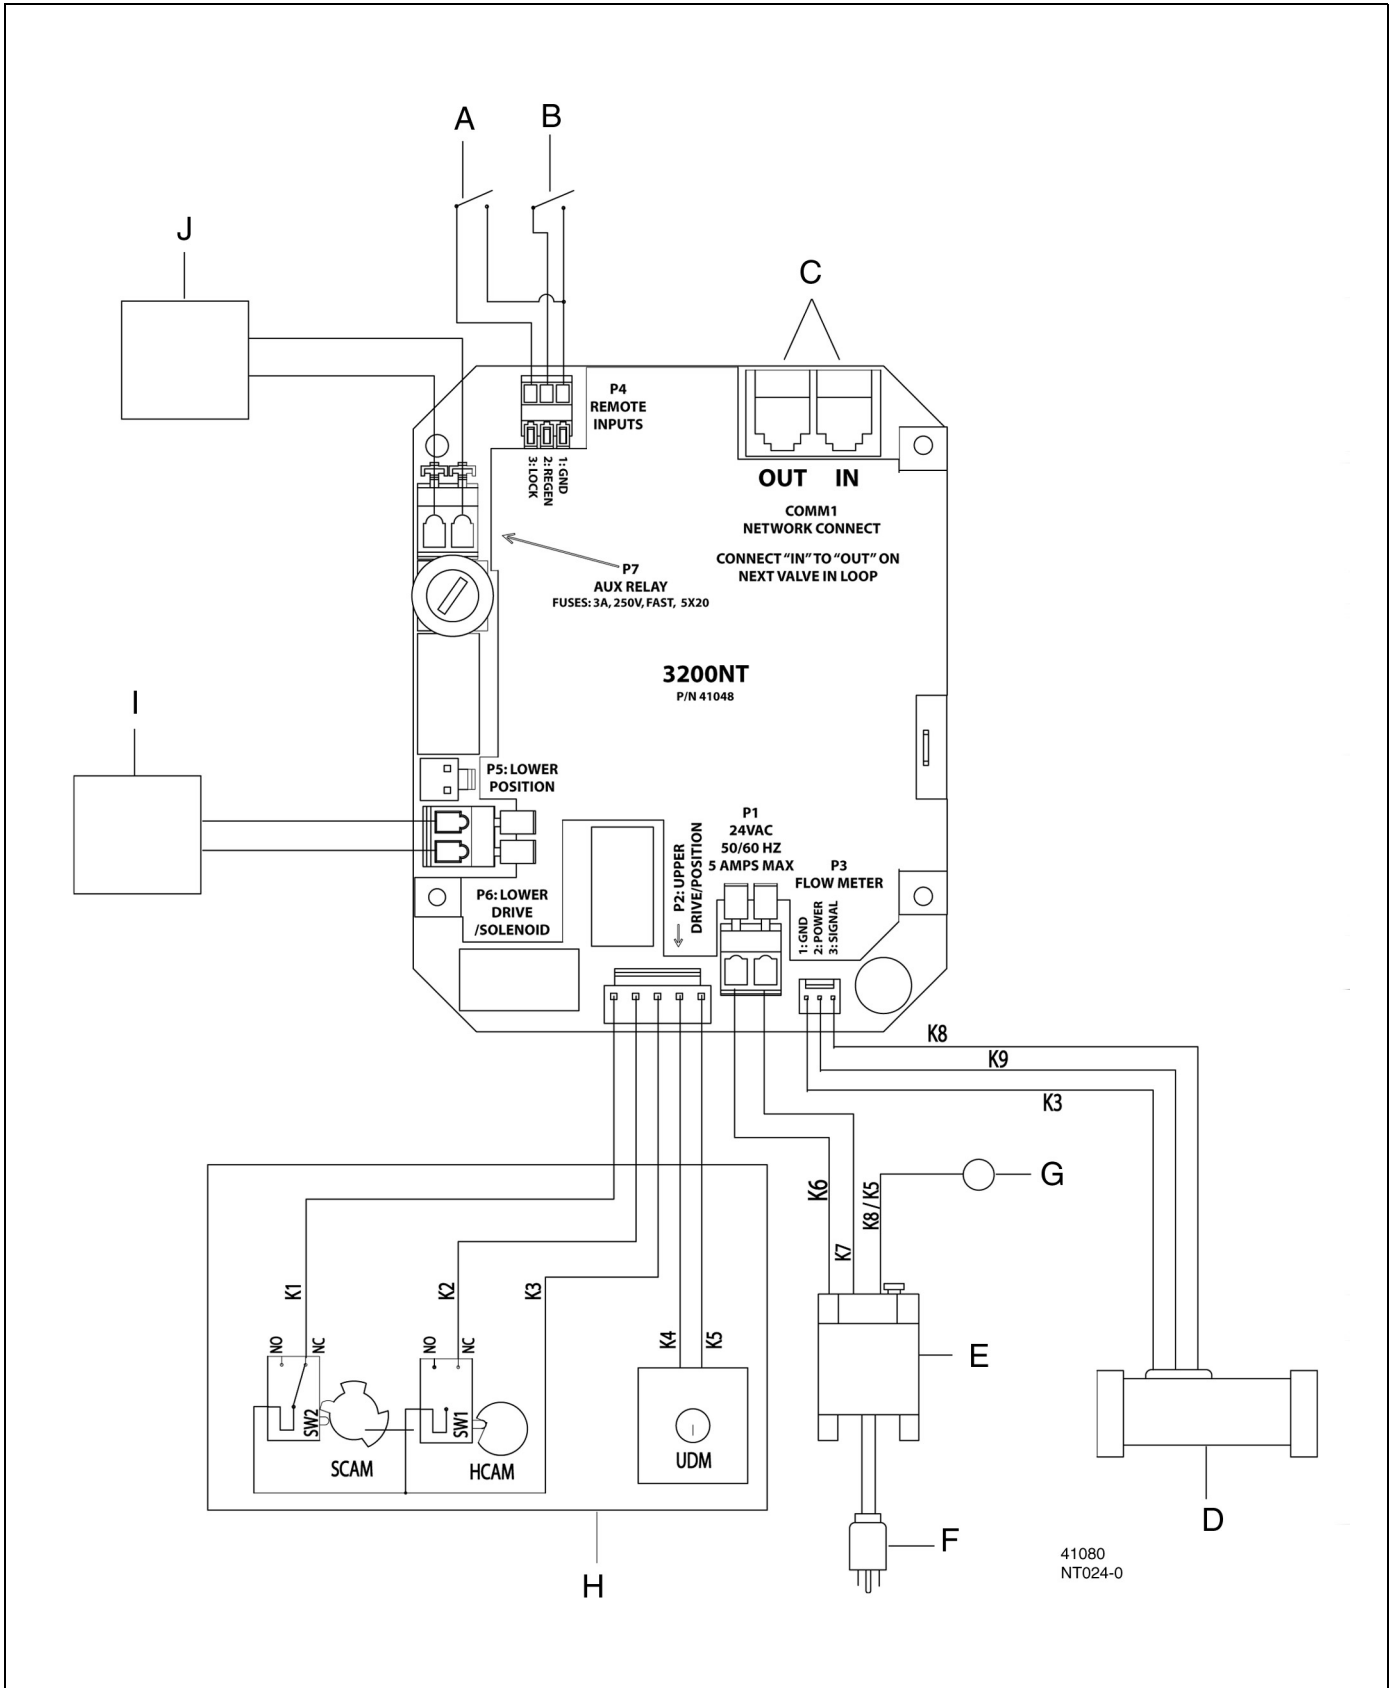 A
B
J
C
P4
REMOTE
INPUTS
3: LOCK
2: REGEN
1: GND
OUT IN
COMM1
NETWORK CONNECT
CONNECT “IN” TO “OUT” ON
NEXT VALVE IN LOOP
P7
AUX RELAY
FUSES: 3A, 250V, FAST, 5X20
3200NT
P/N 41048
I
P5: LOWER
POSITION
P6: LOWER
DRIVE
/SOLENOID
P2: UPPER
DRIVE/POSITION
P1
24VAC
50/60 HZ
5 AMPS MAX
P3
FLOW METER
1: GND
2: POWER
3: SIGNAL
K8
K9
K3
K6
K7
K8 / K5
G
K1
K2
K3
K4
K5
NO
NC
NO
NC
SW2
SW1
SCAM
HCAM
UDM
E
D
F
H
41080
NT024-0